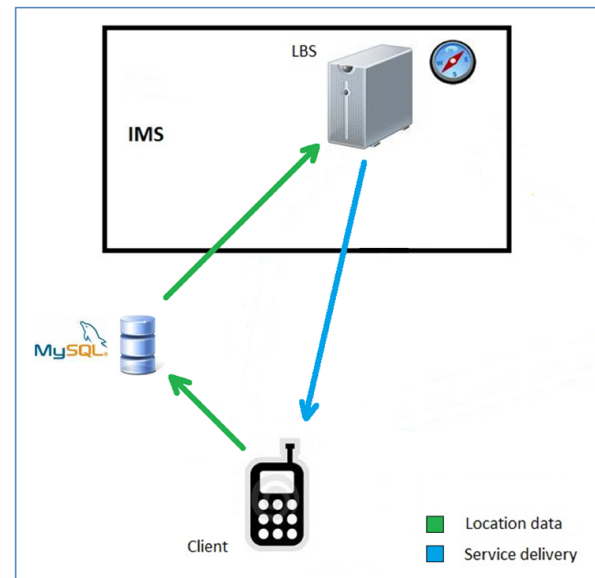 LBS
IMS
MySQL
Client
Location data
Service delivery